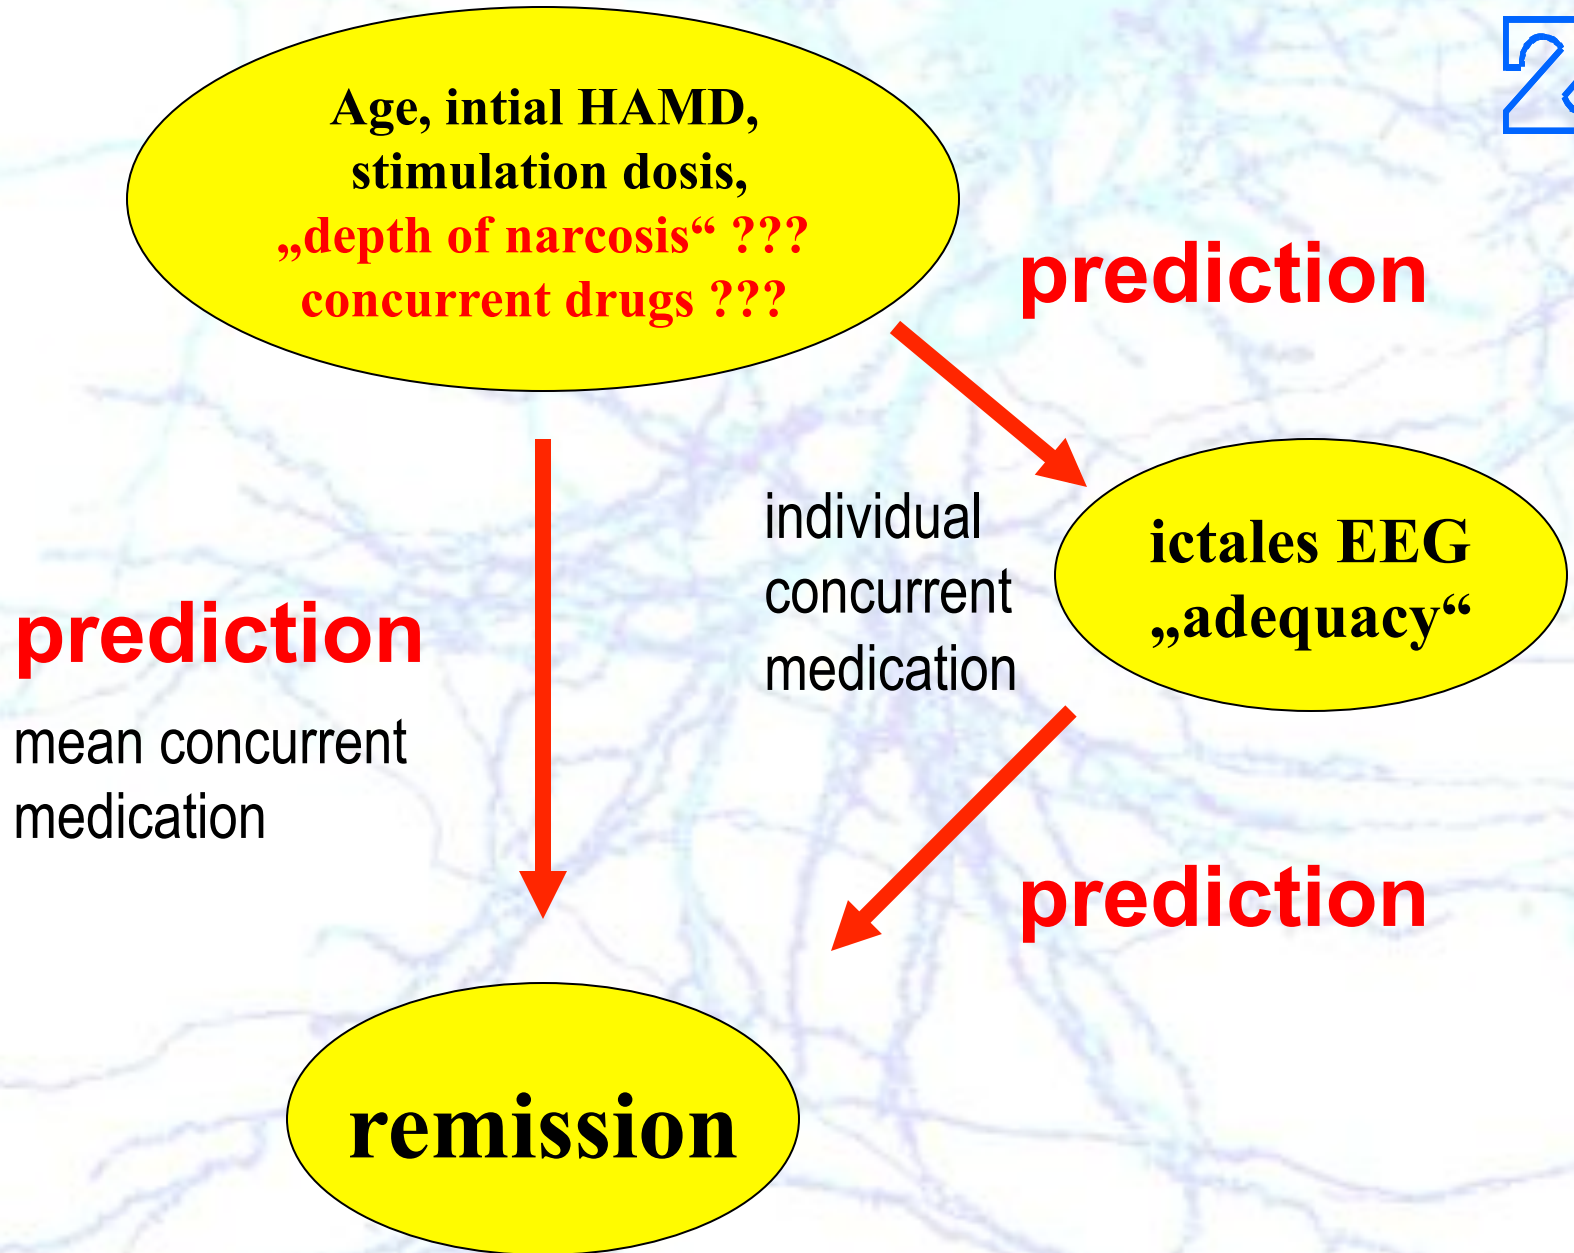 Age, intial HAMD,
stimulation dosis,
„depth of narcosis“ ???
concurrent drugs ???
prediction
individual
concurrent
medication
ictales EEG
„adequacy“
prediction
mean concurrent
medication
prediction
remission